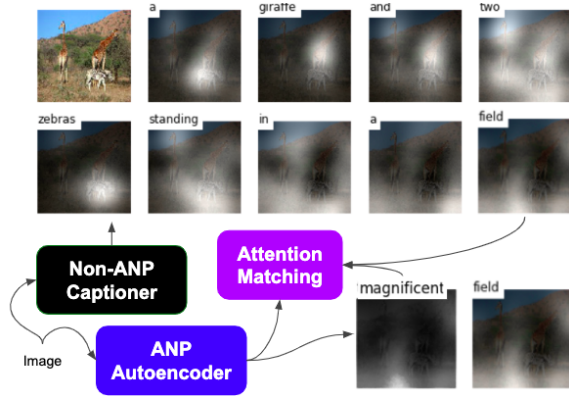 a
giraffe
and
two
zebras
standing
in
a
field
Non-ANP
Captioner
Attention
Matching
magnificent
field
Image
ANP
Autoencoder